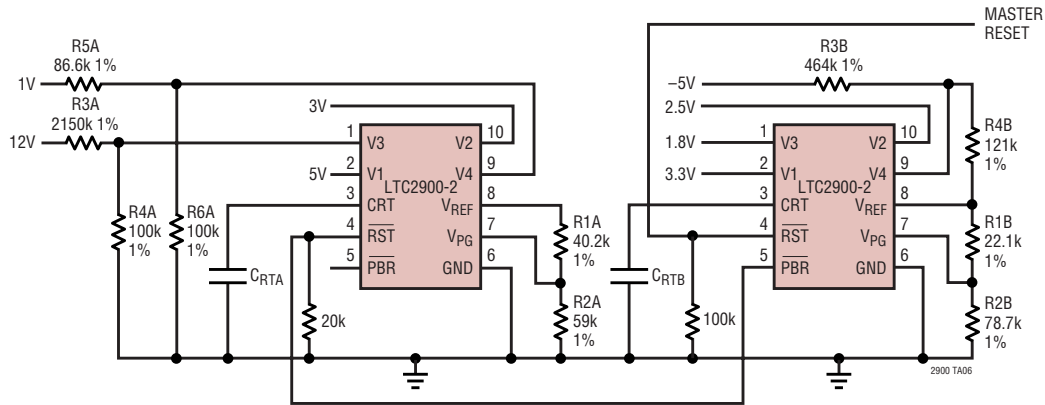 MASTER
RESET
R5A
86.6k 1%
1V
R3A
2150k 1%
12V
R4A
100k
1%
R6A
100k
1%
3V
5V
1
V3
2
V1
3
CRT
4
RST
5
PBR
LTC2900-2
V2
10
V4
9
VREF
8
VPG
7
GND
6
CRTA
20k
R1A
40.2k
1%
R2A
59k
1%
R3B
464k 1%
–5V
2.5V
1.8V
3.3V
1
V3
2
V1
3
CRT
4
RST
5
PBR
LTC2900-2
V2
10
V4
9
VREF
8
VPG
7
GND
6
CRTB
100k
R4B
121k
1%
R1B
22.1k
1%
R2B
78.7k
1%
2900 TA06